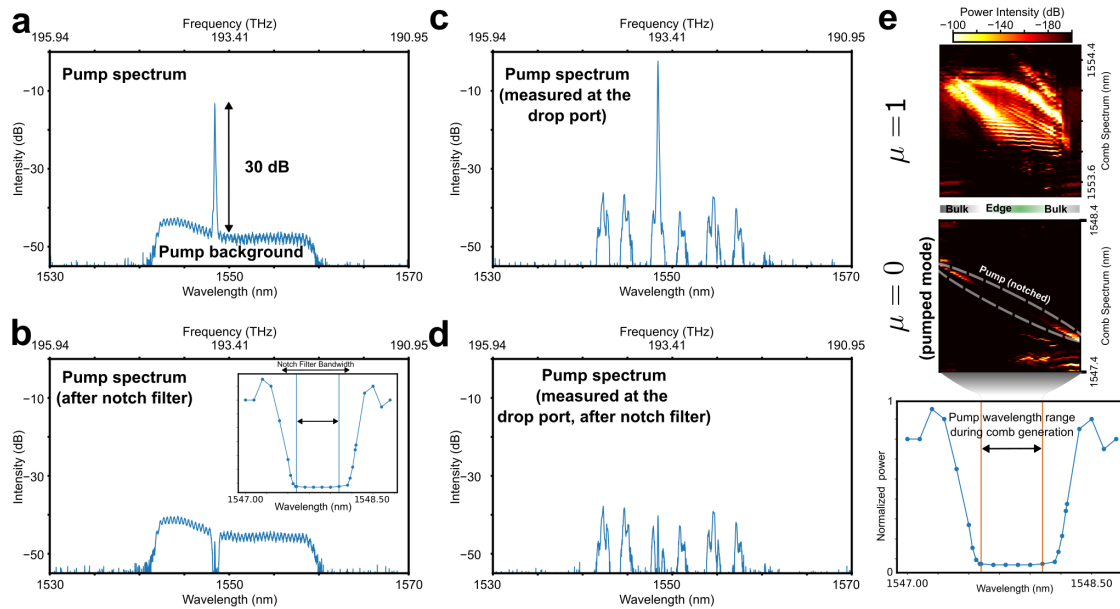 a
Frequency (THz)
195.94
193.41
190.95
Pump spectrum
30 dB
Pump background
−10
−30
−50
Intensity (dB)
1530
1550
1570
Wavelength (nm)
b
Frequency (THz)
195.94
193.41
190.95
Pump spectrum
(after notch filter)
Notch Filter Bandwidth
1547.00
1548.50
Wavelength (nm)
−10
−30
−50
Intensity (dB)
1530
1550
1570
Wavelength (nm)
c
Frequency (THz)
195.94
193.41
190.95
Pump spectrum
(measured at the
drop port)
−10
−30
−50
Intensity (dB)
1530
1550
1570
Wavelength (nm)
d
Frequency (THz)
195.94
193.41
190.95
Pump spectrum
(measured at the
drop port, after notch filter)
−10
−30
−50
Intensity (dB)
1530
1550
1570
Wavelength (nm)
e
Power Intensity (dB)
−100
−140
−180
μ = 1
1554.4
Comb Spectrum (nm)
1553.6
Bulk
Edge
Bulk
1548.4
μ = 0
(pumped mode)
Pump (notched)
Comb Spectrum (nm)
1547.4
1
Pump wavelength range
during comb generation
Normalized power
0
1547.00
1548.50
Wavelength (nm)